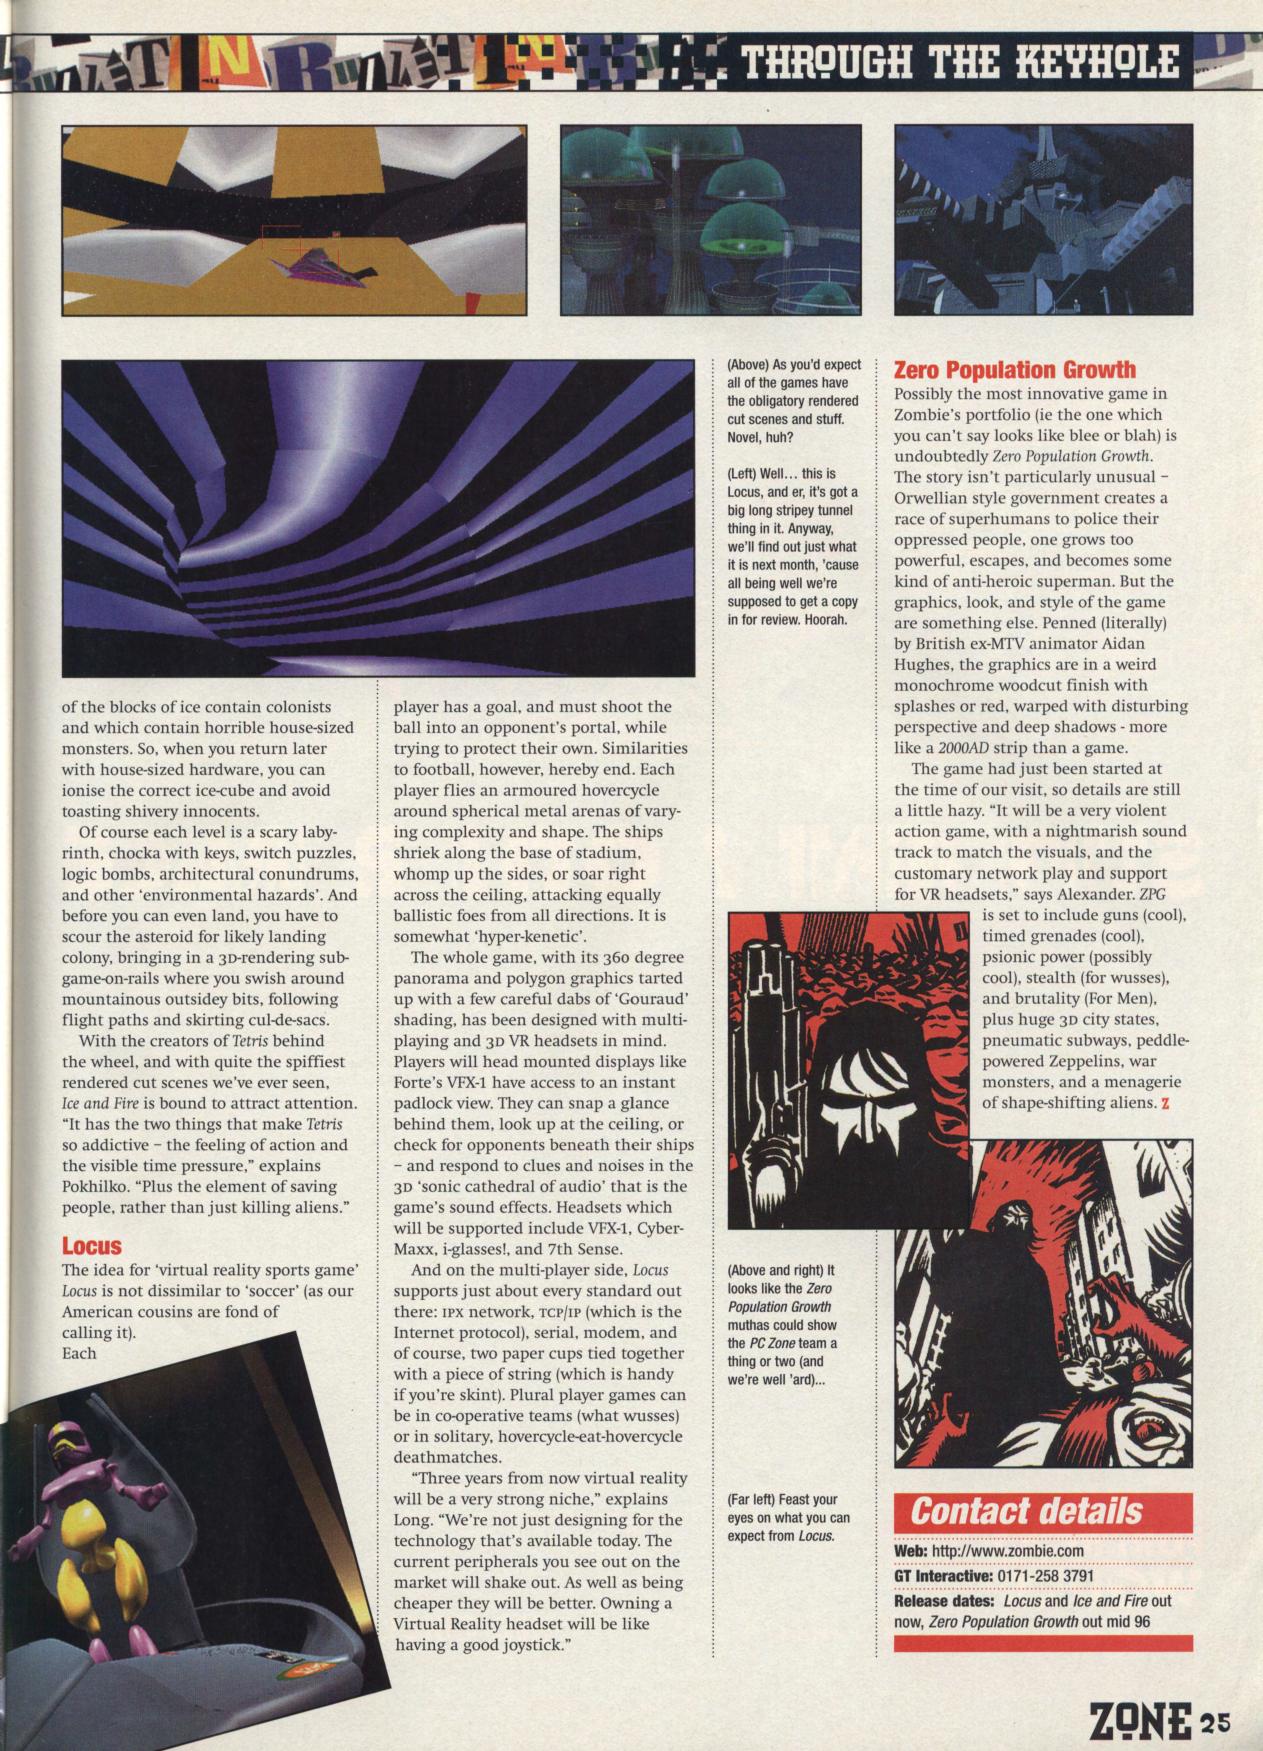 THROUGH THE KEYHOLE
of the blocks of ice contain colonists
and which contain horrible house-sized
monsters. So, when you return later
with house-sized hardware, you can
ionise the correct ice-cube and avoid
toasting shivery innocents.
Of course each level is a scary laby-
rinth, chocka with keys, switch puzzles,
logic bombs, architectural conundrums,
and other ‘environmental hazards’. And
before you can even land, you have to
scour the asteroid for likely landing
colony, bringing in a 3D-rendering sub-
game-on-rails where you swish around
mountainous outsidey bits, following
flight paths and skirting cul-de-sacs.
With the creators of Tetris behind
the wheel, and with quite the spiffiest
rendered cut scenes we’ve ever seen,
Ice and Fire is bound to attract attention.
“It has the two things that make Tetris
so addictive – the feeling of action and
the visible time pressure,” explains
Pokhilko. “Plus the element of saving
people, rather than just killing aliens.”
Locus
The idea for ‘virtual reality sports game’
Locus is not dissimilar to ‘soccer’ (as our
American cousins are fond of
calling it).
Each
player has a goal, and must shoot the
ball into an opponent’s portal, while
trying to protect their own. Similarities
to football, however, hereby end. Each
player flies an armoured hovercycle
around spherical metal arenas of vary-
ing complexity and shape. The ships
shriek along the base of stadium,
whomp up the sides, or soar right
across the ceiling, attacking equally
ballistic foes from all directions. It is
somewhat ‘hyper-kenetic’.
The whole game, with its 360 degree
panorama and polygon graphics tarted
up with a few careful dabs of ‘Gouraud’
shading, has been designed with multi-
playing and 3D VR headsets in mind.
Players will head mounted displays like
Forte’s VFX-1 have access to an instant
padlock view. They can snap a glance
behind them, look up at the ceiling, or
check for opponents beneath their ships
– and respond to clues and noises in the
3D ‘sonic cathedral of audio’ that is the
game’s sound effects. Headsets which
will be supported include VFX-1, Cyber-
Maxx, i-glasses!, and 7th Sense.
And on the multi-player side, Locus
supports just about every standard out
there: IPX network, TCP/IP (which is the
Internet protocol), serial, modem, and
of course, two paper cups tied together
with a piece of string (which is handy
if you’re skint). Plural player games can
be in co-operative teams (what wusses)
or in solitary, hovercycle-eat-hovercycle
deathmatches.
“Three years from now virtual reality
will be a very strong niche,” explains
Long. “We’re not just designing for the
technology that’s available today. The
current peripherals you see out on the
market will shake out. As well as being
cheaper they will be better. Owning a
Virtual Reality headset will be like
having a good joystick.”
(Above) As you’d expect
all of the games have
the obligatory rendered
cut scenes and stuff.
Novel, huh?
(Left) Well... this is
Locus, and er, it’s got a
big long stripey tunnel
thing in it. Anyway,
we’ll find out just what
it is next month, ’cause
all being well we’re
supposed to get a copy
in for review. Hoorah.
(Above and right) It
looks like the Zero
Population Growth
muthas could show
the PC Zone team a
thing or two (and
we’re well ’ard)...
(Far left) Feast your
eyes on what you can
expect from Locus.
Zero Population Growth
Possibly the most innovative game in
Zombie’s portfolio (ie the one which
you can’t say looks like blee or blah) is
undoubtedly Zero Population Growth.
The story isn’t particularly unusual –
Orwellian style government creates a
race of superhumans to police their
oppressed people, one grows too
powerful, escapes, and becomes some
kind of anti-heroic superman. But the
graphics, look, and style of the game
are something else. Penned (literally)
by British ex-MTV animator Aidan
Hughes, the graphics are in a weird
monochrome woodcut finish with
splashes or red, warped with disturbing
perspective and deep shadows - more
like a 2000AD strip than a game.
The game had just been started at
the time of our visit, so details are still
a little hazy. “It will be a very violent
action game, with a nightmarish sound
track to match the visuals, and the
customary network play and support
for VR headsets,” says Alexander. ZPG
is set to include guns (cool),
timed grenades (cool),
psionic power (possibly
cool), stealth (for wusses),
and brutality (For Men),
plus huge 3D city states,
pneumatic subways, peddle-
powered Zeppelins, war
monsters, and a menagerie
of shape-shifting aliens. Z
Contact details
Web: http://www.zombie.com
GT Interactive: 0171-258 3791
Release dates: Locus and Ice and Fire out
now, Zero Population Growth out mid 96
ZONE 25